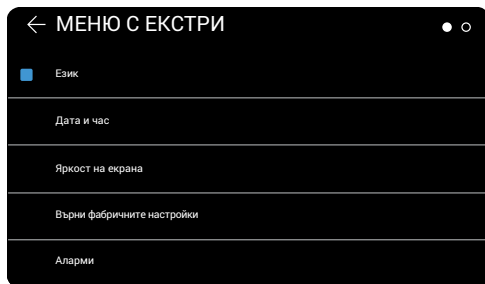 МЕНЮ С ЕКСТРИ
Език
Дата и час
Яркост на екрана
Върни фабричните настройки
Аларми